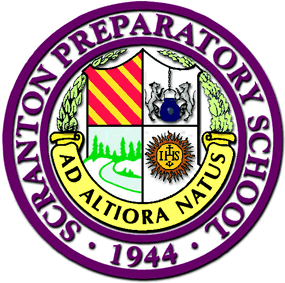 SCRANTON PREPARATORY SCHOOL
IHS
AD ALTIORA NATUS
· 1944 ·